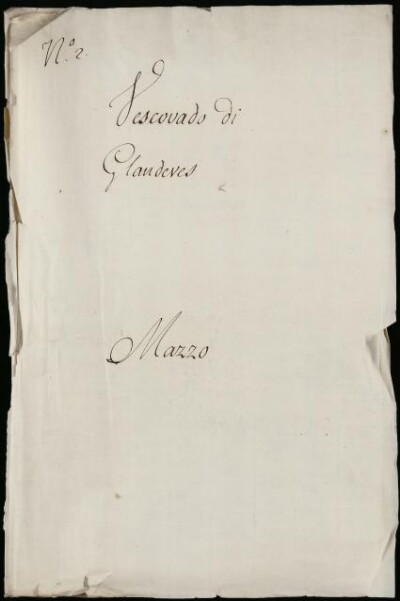 N.º 2.
Vescovado di
Glandeves
Mazzo